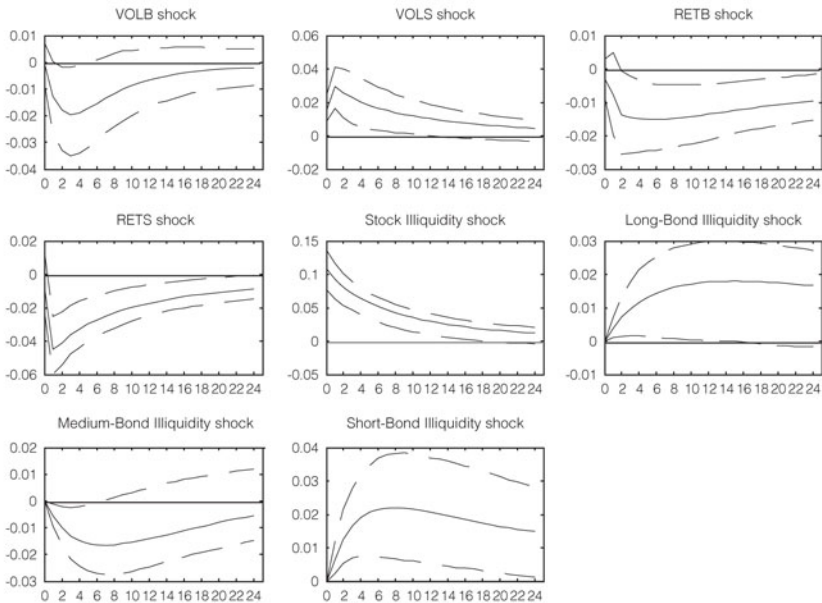 VOLB shock
0.01
0
-0.01
-0.02
-0.03
-0.04
0 2 4 6 8 10 12 14 16 18 20 22 24
VOLS shock
0.06
0.04
0.02
0
-0.02
0 2 4 6 8 10 12 14 16 18 20 22 24
RETB shock
0.01
0
-0.01
-0.02
-0.03
0 2 4 6 8 10 12 14 16 18 20 22 24
RETS shock
0.02
0
-0.02
-0.04
-0.06
0 2 4 6 8 10 12 14 16 18 20 22 24
Stock Illiquidity shock
0.15
0.1
0.05
0
-0.05
0 2 4 6 8 10 12 14 16 18 20 22 24
Long-Bond Illiquidity shock
0.03
0.02
0.01
0
-0.01
0 2 4 6 8 10 12 14 16 18 20 22 24
Medium-Bond Illiquidity shock
0.02
0.01
0
-0.01
-0.02
-0.03
0 2 4 6 8 10 12 14 16 18 20 22 24
Short-Bond Illiquidity shock
0.04
0.03
0.02
0.01
0
0 2 4 6 8 10 12 14 16 18 20 22 24